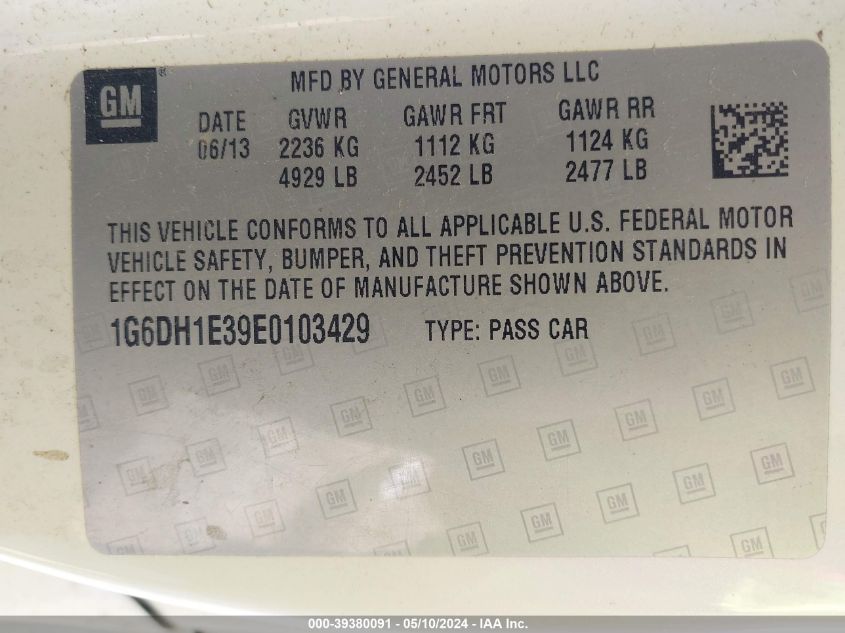 GM ®
MFD BY GENERAL MOTORS LLC
DATE GVWR GAWR FRT GAWR RR
06/13 2236 KG 1112 KG 1124 KG
4929 LB 2452 LB 2477 LB
THIS VEHICLE CONFORMS TO ALL APPLICABLE U.S. FEDERAL MOTOR
VEHICLE SAFETY, BUMPER, AND THEFT PREVENTION STANDARDS IN
EFFECT ON THE DATE OF MANUFACTURE SHOWN ABOVE.
1G6DH1E39E0103429 TYPE: PASS CAR
000-39380091 - 05/10/2024 - IAA Inc.